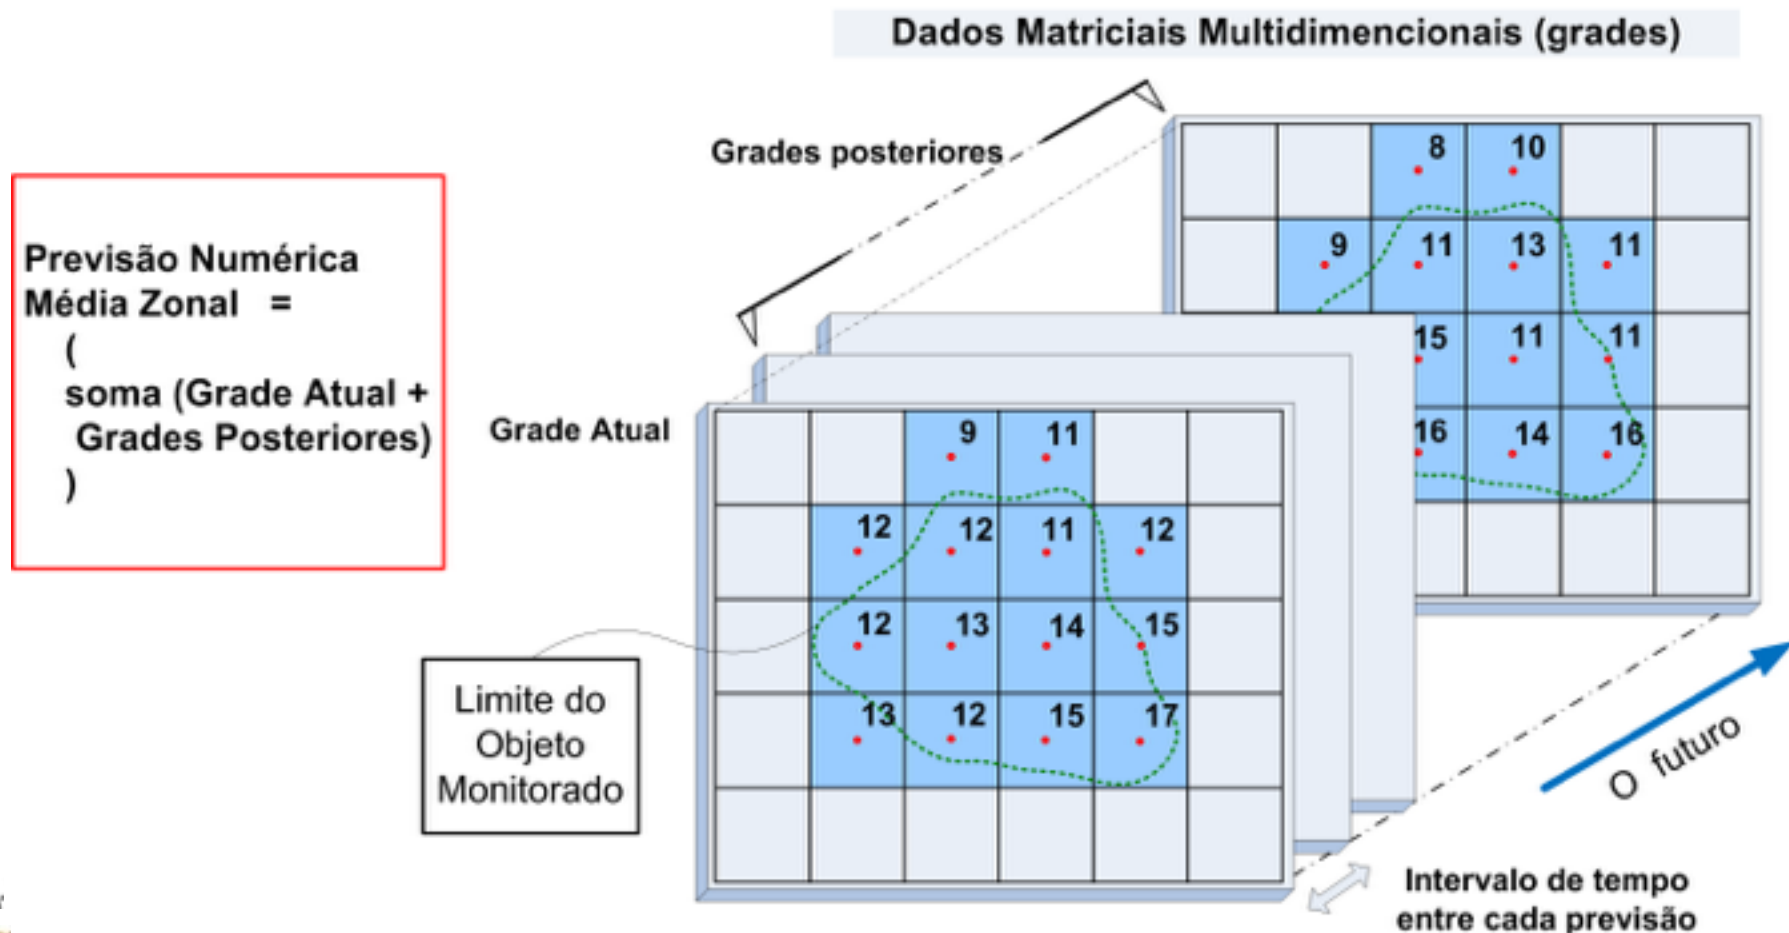 Dados Matriciais Multidimencionais (grades)
Grades posteriores
8 10
9 11 13 11
15 11 11
16 14 16
Previsão Numérica
Média Zonal =
(
soma (Grade Atual +
Grades Posteriores)
)
Grade Atual
9 11
12 12 11 12
12 13 14 15
13 12 15 17
Limite do
Objeto
Monitorado
O futuro
Intervalo de tempo
entre cada previsão